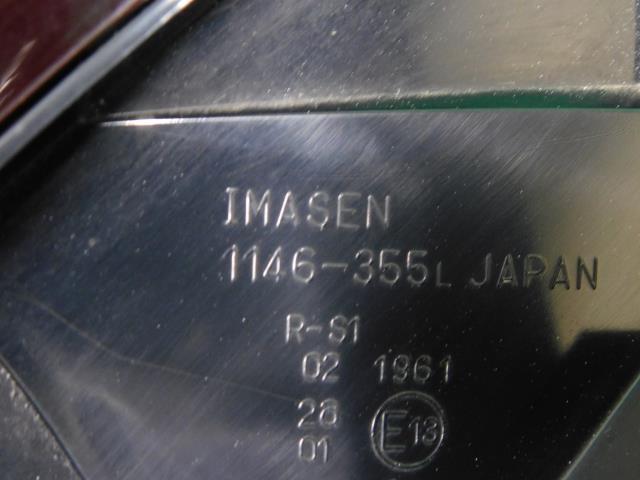 IMASEN
1146-355L JAPAN
R-S1
02 1961
28
01 E13